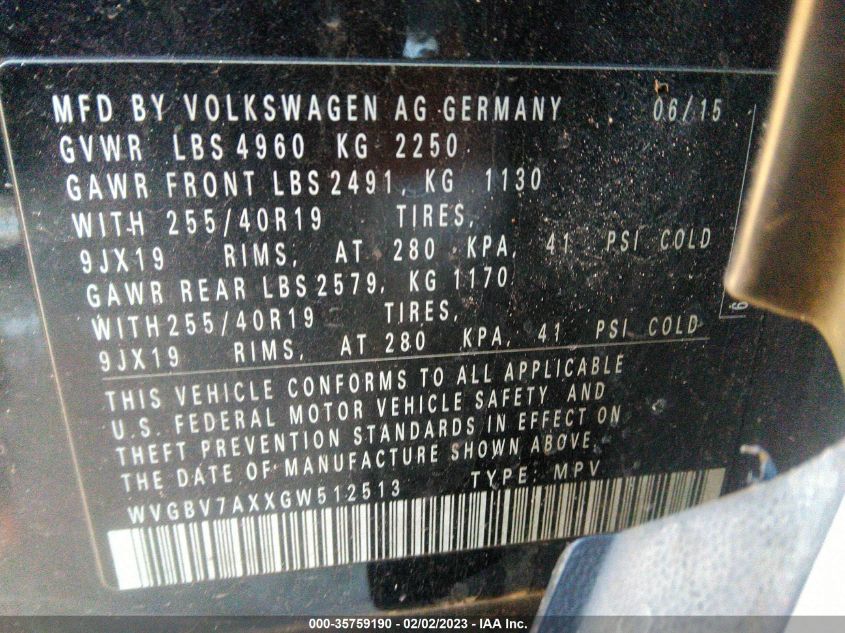 MFD BY VOLKSWAGEN AG GERMANY 06/15
GVWR LBS 4960 KG 2250
GAWR FRONT LBS 2491, KG 1130
WITH 255/40R19 TIRES,
9JX19 RIMS, AT 280 KPA, 41 PSI COLD
GAWR REAR LBS 2579, KG 1170
WITH 255/40R19 TIRES,
9JX19 RIMS, AT 280 KPA, 41 PSI COLD
THIS VEHICLE CONFORMS TO ALL APPLICABLE
U.S. FEDERAL MOTOR VEHICLE SAFETY AND
THEFT PREVENTION STANDARDS IN EFFECT ON
THE DATE OF MANUFACTURE SHOWN ABOVE.
WVGBV7AXXGW512513 TYPE: MPV
000-35759190 - 02/02/2023 - IAA Inc.